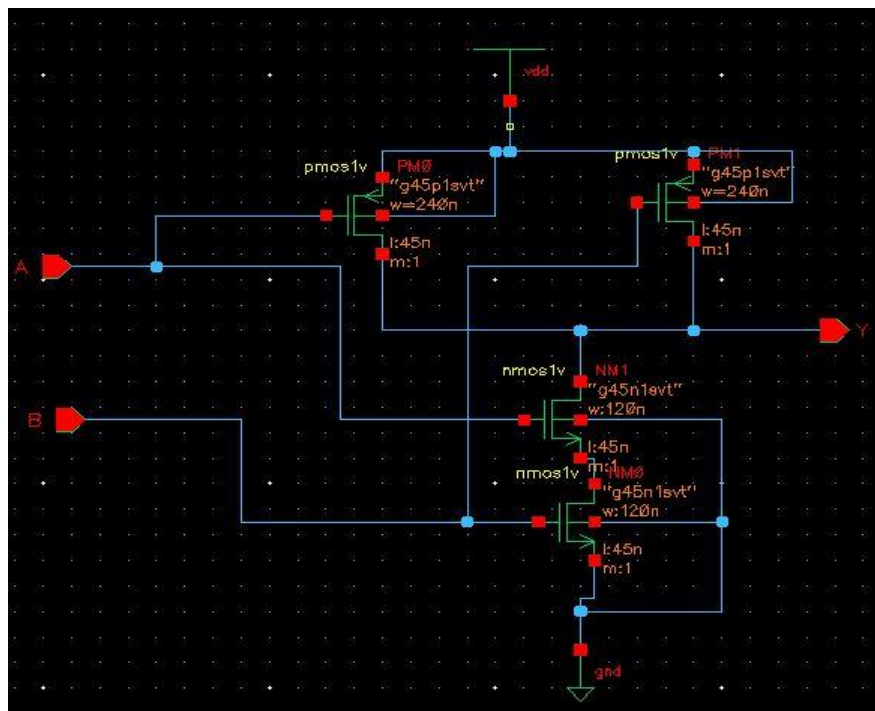 vdd
pmos1v
PM0
"g45p1svt"
w=240n
l:45n
m:1
pmos1v
PM1
"g45p1svt"
w=240n
l:45n
m:1
A
Y
nmos1v
NM1
"g45n1svt"
w:120n
l:45n
m:1
B
nmos1v
NM0
"g45n1svt"
w:120n
l:45n
m:1
gnd